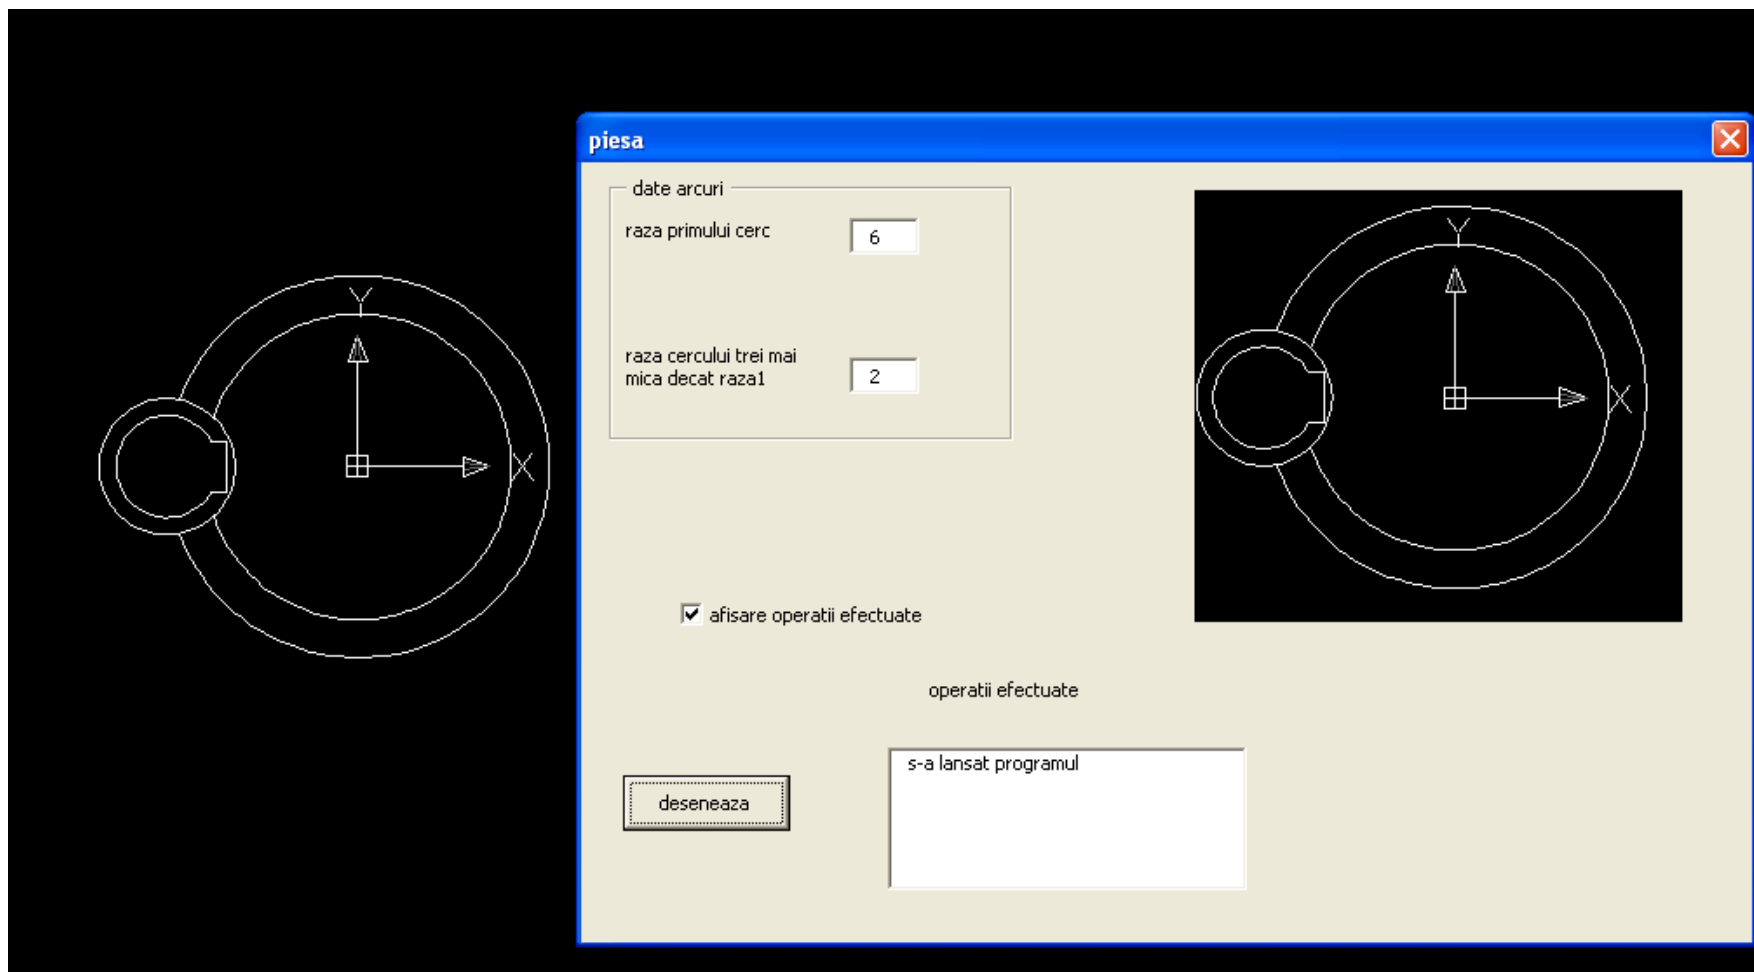 piesa
date arcuri
raza primului cerc
6
raza cercului trei mai
mica decat raza1
2
afisare operatii efectuate
operatii efectuate
s-a lansat programul
deseneaza
Y
X
Y
X